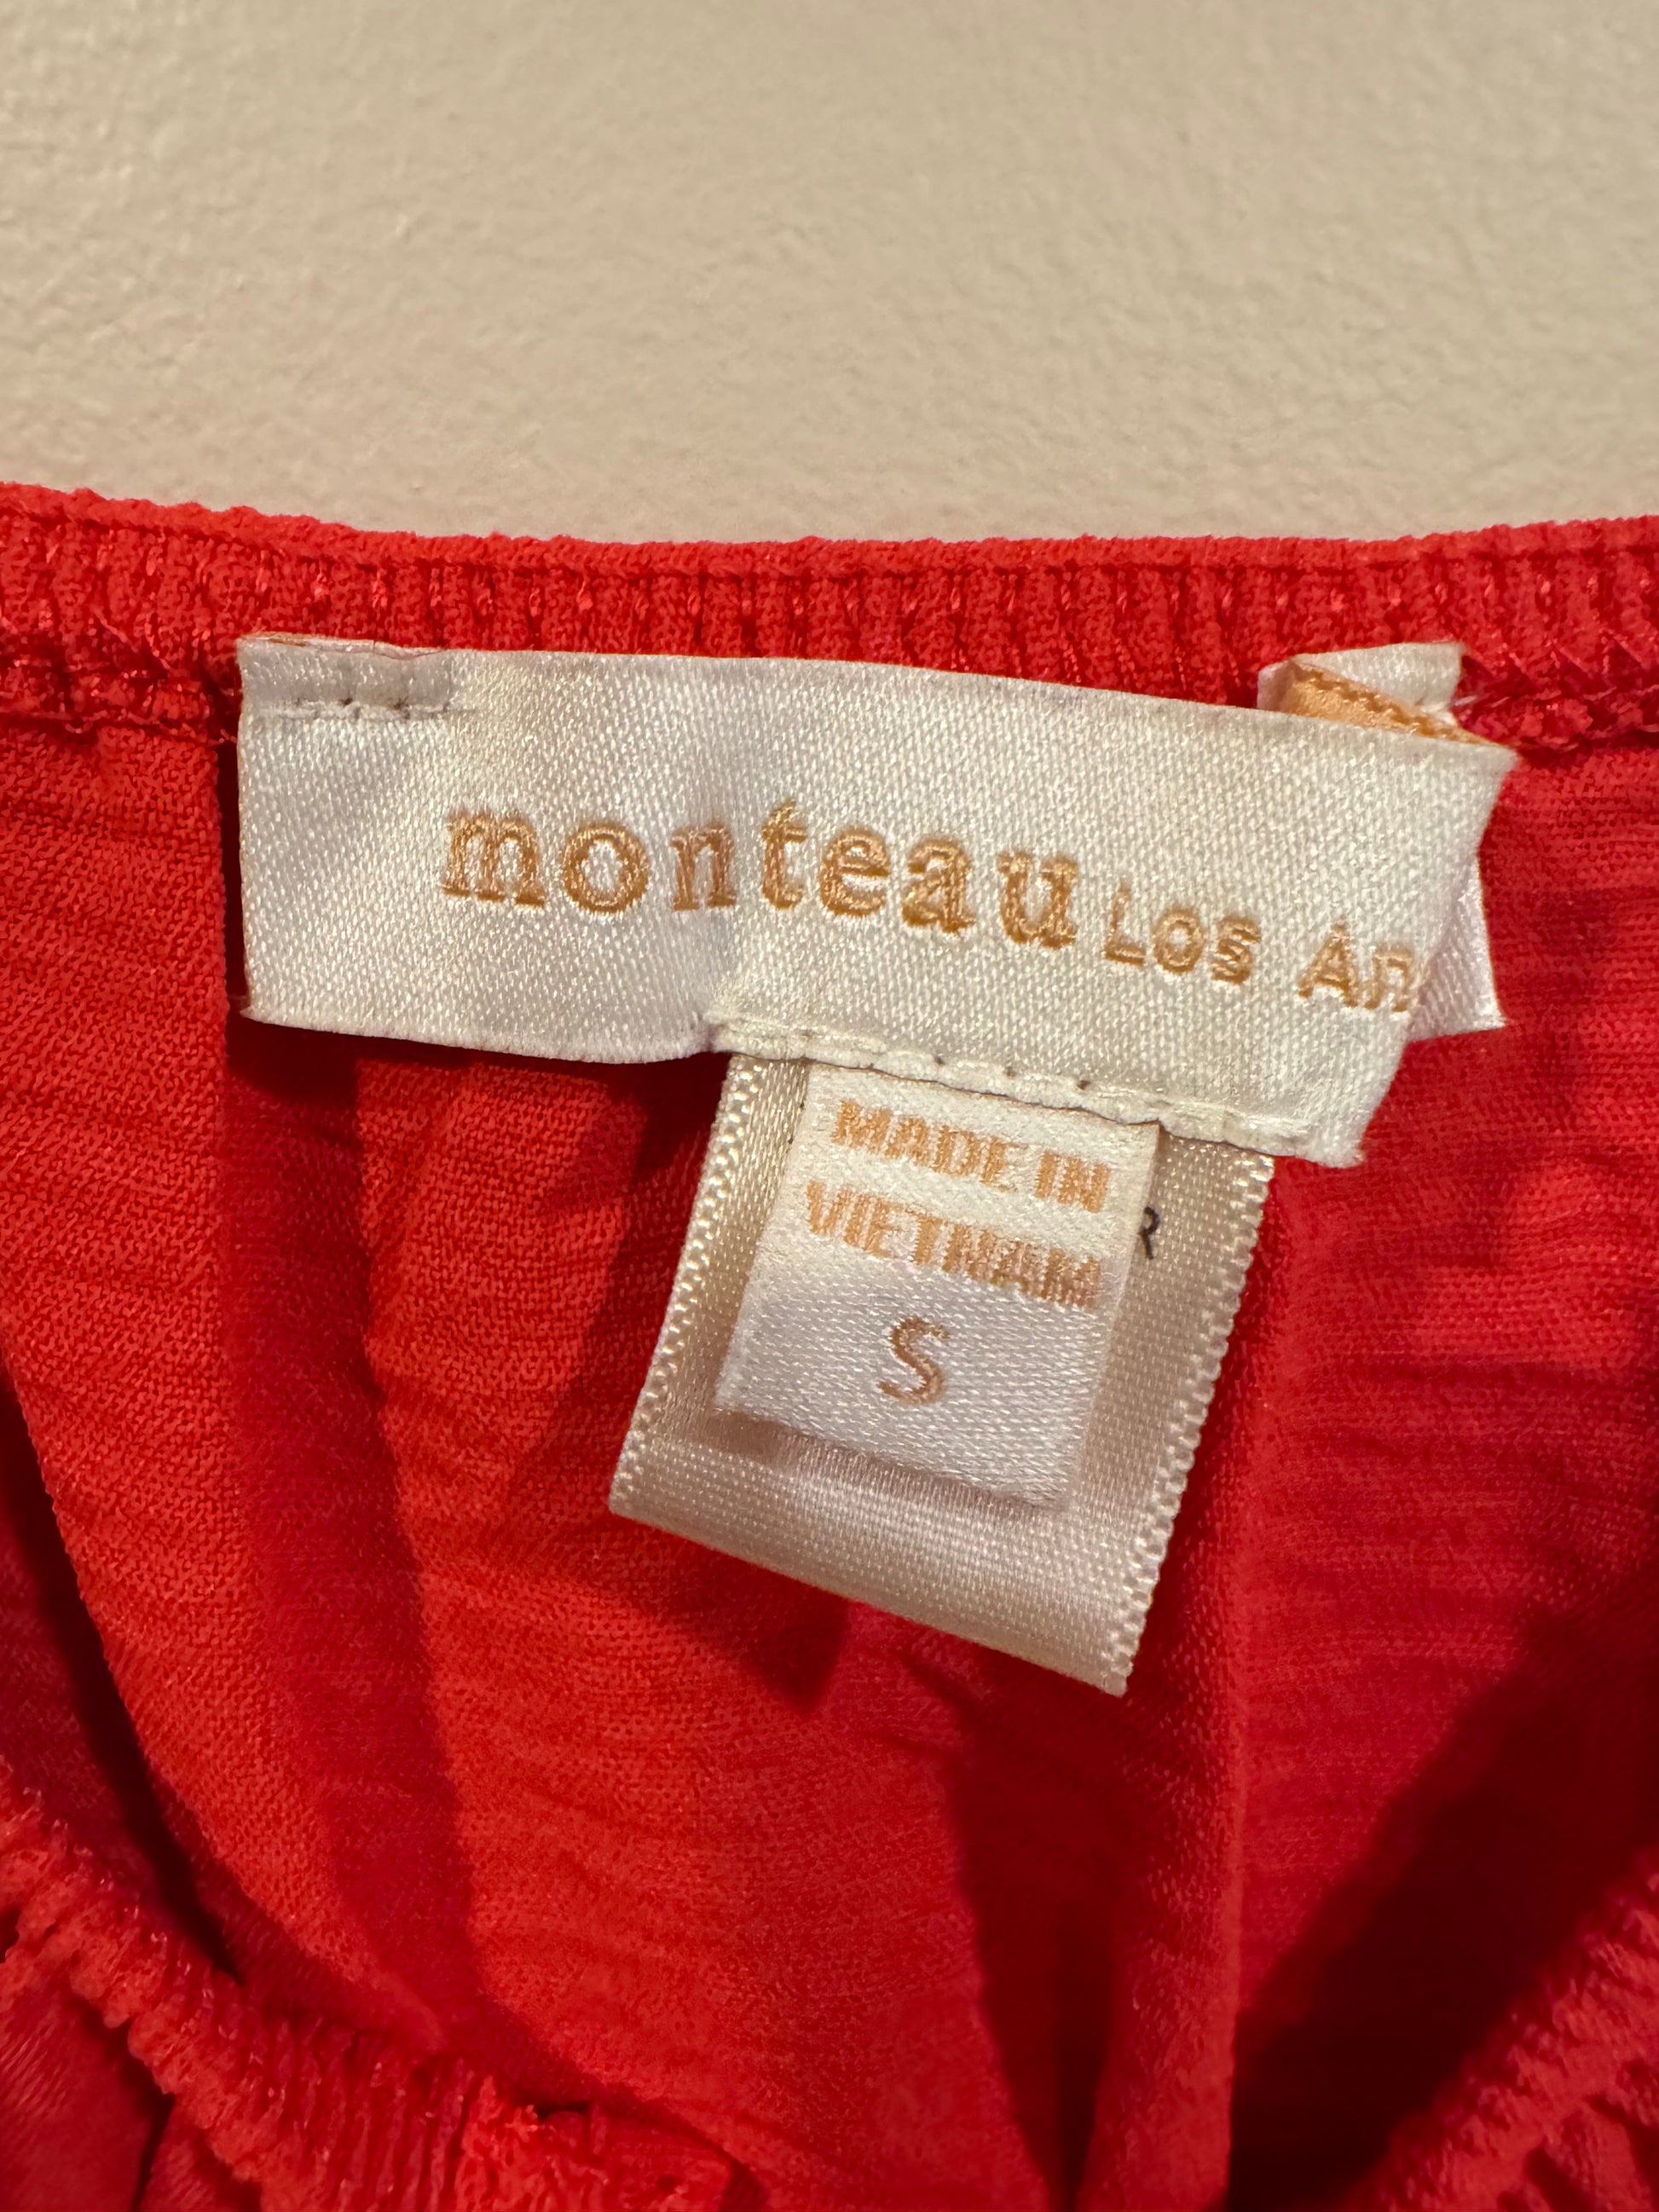 monteau Los An
MADE IN
VIETNAM
S
R